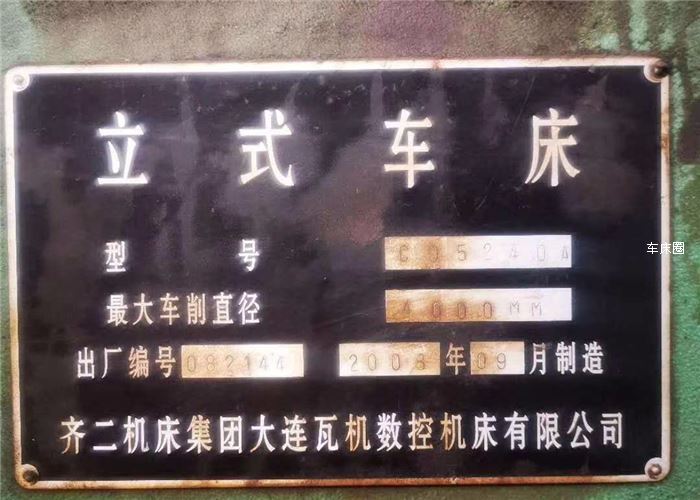 立式车床
型号 CQ5240A
最大车削直径 4000MM
出厂编号 082144 2008年09月制造
齐二机床集团大连瓦机数控机床有限公司
车床圈